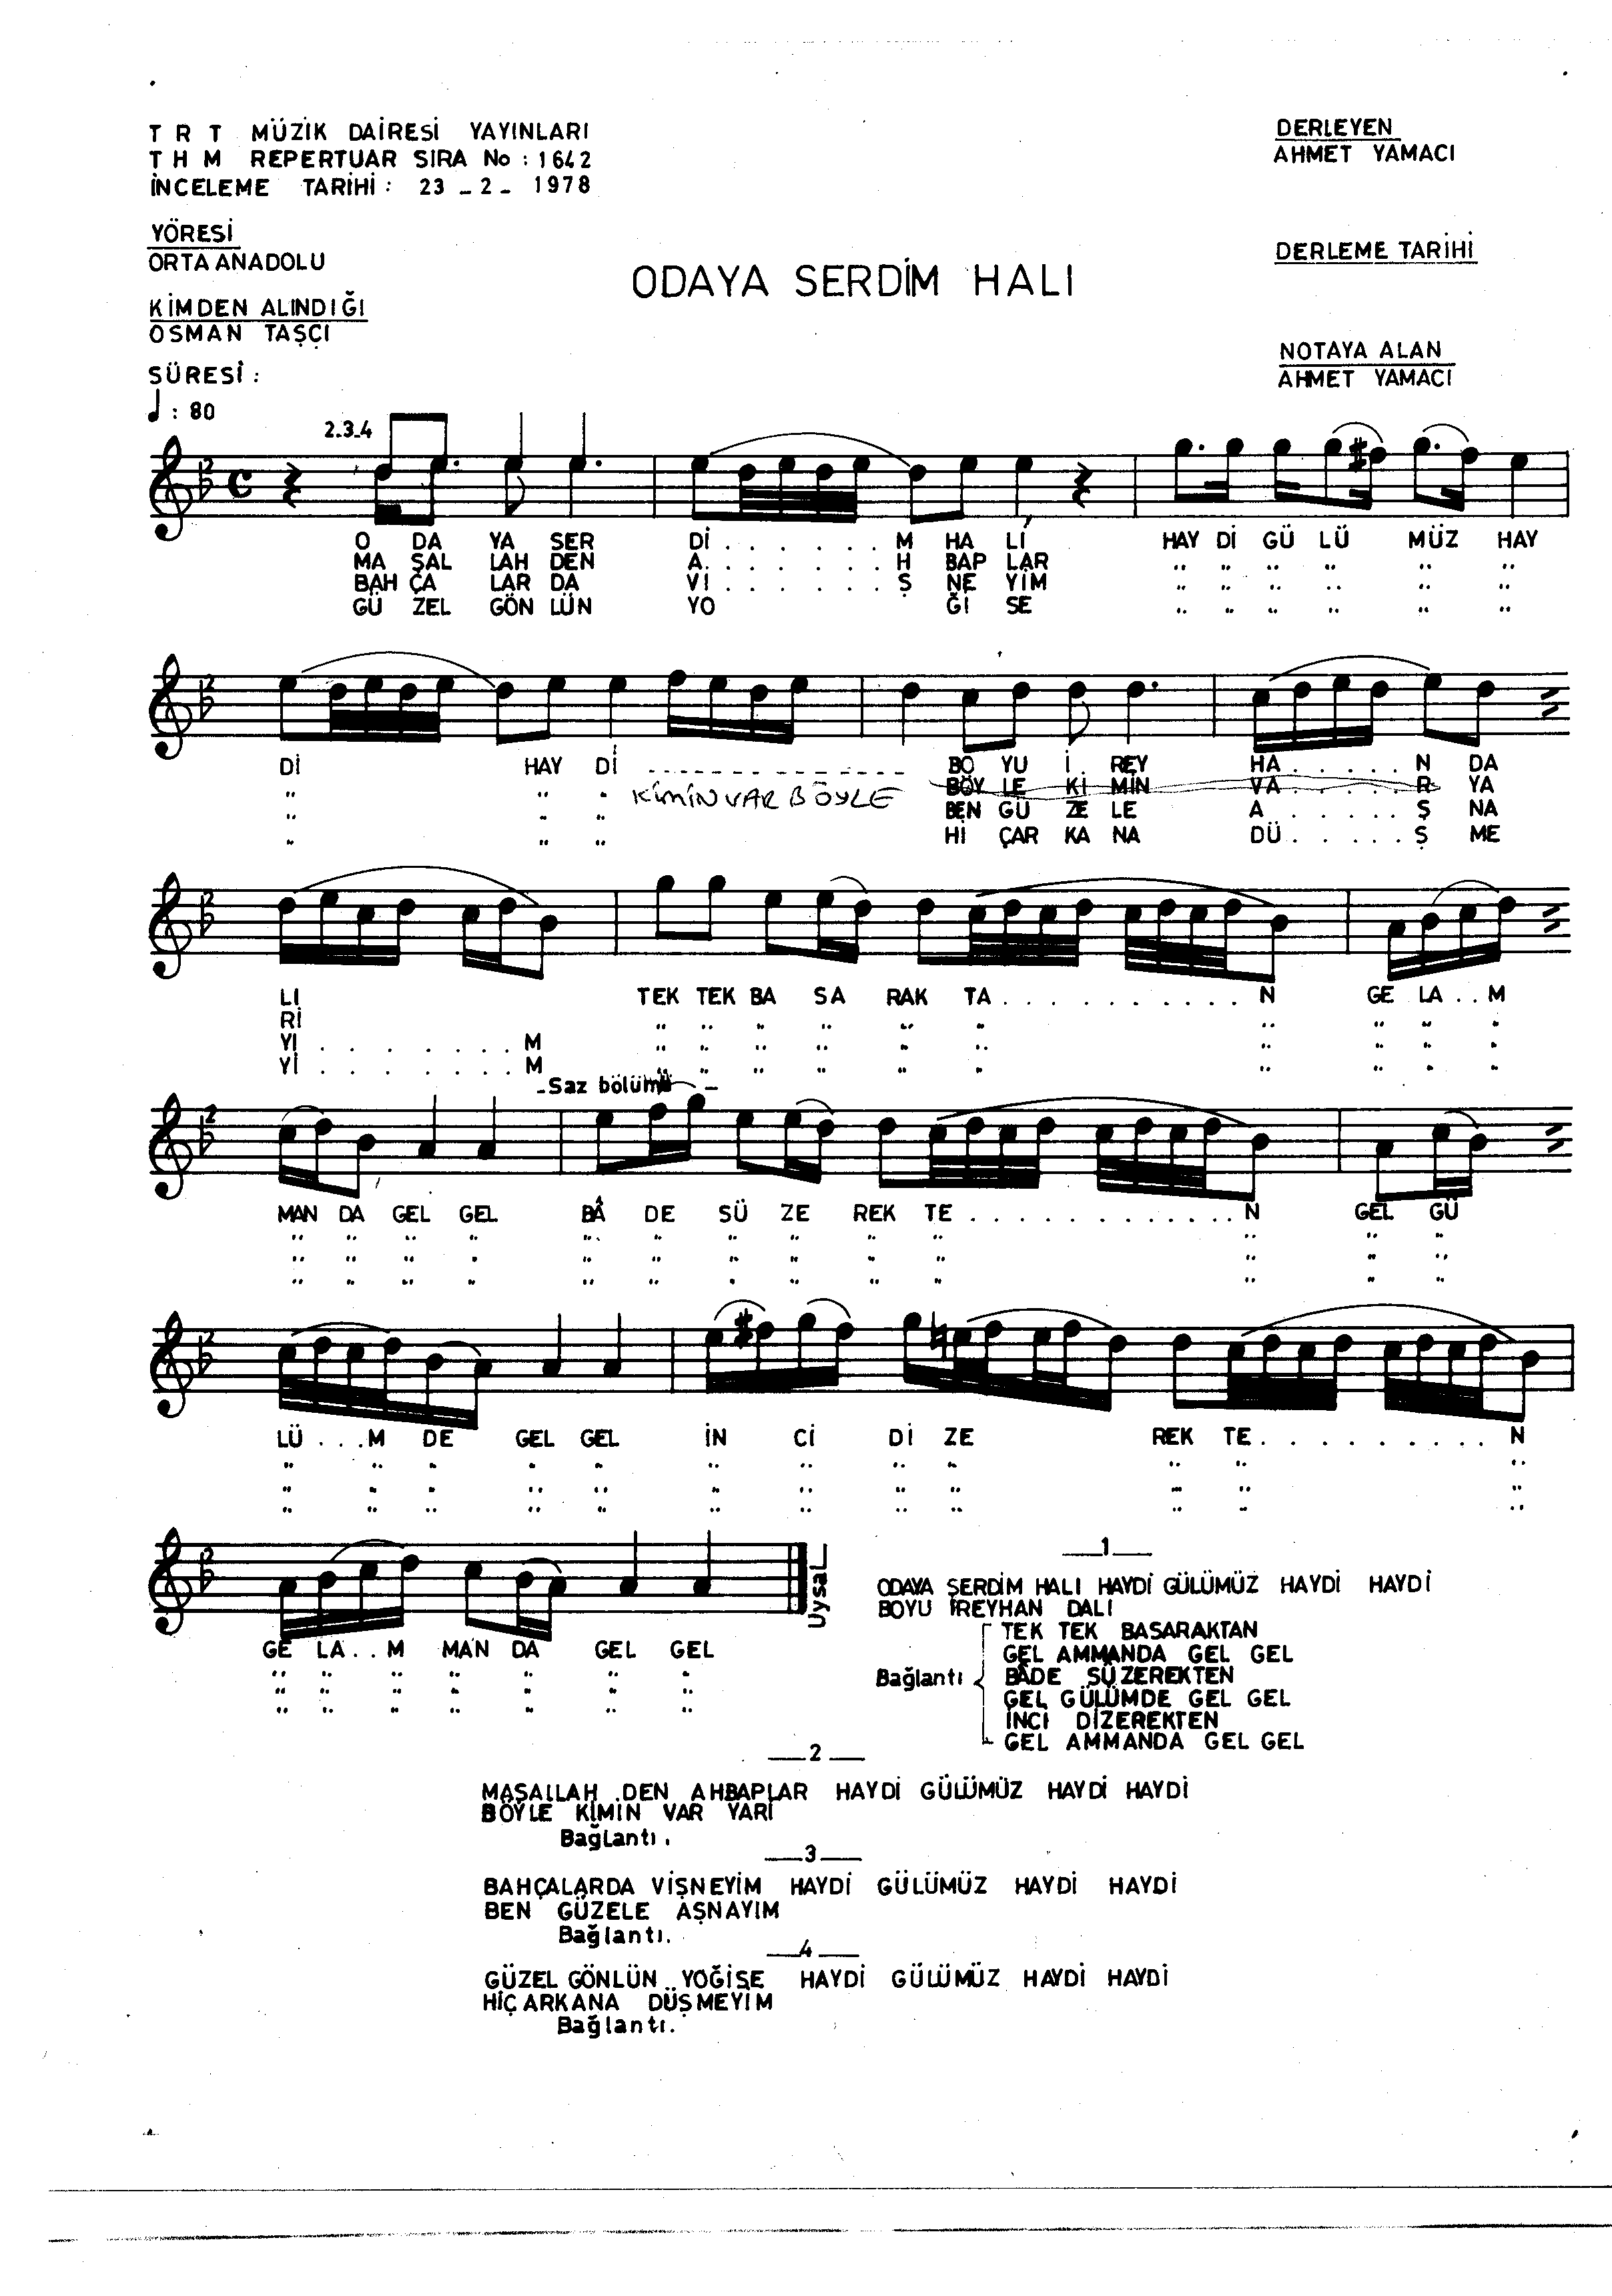 T R T MÜZİK DAİRESİ YAYINLARI
T H M REPERTUAR SIRA No : 1642
İNCELEME TARİHİ : 23 _ 2 _ 1978
DERLEYEN
AHMET YAMACI
YÖRESİ
ORTA ANADOLU
DERLEME TARİHİ
ODAYA SERDİM HALI
KİMDEN ALINDIĞI
OSMAN TAŞÇI
NOTAYA ALAN
AHMET YAMACI
SÜRESİ :
♩ : 80
2.3.4
O DA YA SER Dİ . . . . . . M HA LI HAY Dİ GÜ LÜ MÜZ HAY
MA ŞAL LAH DEN A . . . . . . H BAP LAR " " " " " "
BAH ÇA LAR DA Vİ . . . . . . Ş NE YİM " " " " " "
GÜ ZEL GÖN LÜN YO Ğİ SE " " " " " "
Dİ HAY Dİ _ _ _ _ _ _ _ _ BO YU İ REY HA . . . . . N DA
" " " KİMİN VAR BÖYLE BÖY LE Kİ MİN VA . . . . . R YA
" " " BEN GÜ ZE LE A . . . . . Ş NA
" " " Hİ ÇAR KA NA DÜ . . . . . Ş ME
LI TEK TEK BA SA RAK TA . . . . . . . . . . . N GE LA . . M
Rİ " " " " " " " " " "
YI . . . . . . . M " " " " " " " " " "
Yİ . . . . . . . M " " " " " " " " " "
_Saz bölümü _
MAN DA GEL GEL BÂ DE SÜ ZE REK TE . . . . . . . . . . . N GEL GÜ
" " " " " " " " " " " " "
" " " " " " " " " " " " "
" " " " " " " " " " " " "
LÜ . . . M DE GEL GEL İN Cİ Dİ ZE REK TE . . . . . . . . . N
" " " " " " " " " " " "
" " " " " " " " " " " "
" " " " " " " " " " " "
Uysal
GE LA . . M MAN DA GEL GEL
" " " " " " "
" " " " " " "
" " " " " " "
___1___
ODAYA SERDİM HALI HAYDİ GÜLÜMÜZ HAYDİ HAYDİ
BOYU İREYHAN DALI
TEK TEK BASARAKTAN
GEL AMMANDA GEL GEL
Bağlantı BÂDE SÜZEREKTEN
GEL GÜLÜMDE GEL GEL
İNCİ DİZEREKTEN
GEL AMMANDA GEL GEL
___2___
MAŞALLAH DEN AHBAPLAR HAYDİ GÜLÜMÜZ HAYDİ HAYDİ
BÖYLE KİMİN VAR YARİ
Bağlantı.
___3___
BAHÇALARDA VİŞNEYİM HAYDİ GÜLÜMÜZ HAYDİ HAYDİ
BEN GÜZELE AŞNAYIM
Bağlantı.
___4___
GÜZEL GÖNLÜN YOĞİSE HAYDİ GÜLÜMÜZ HAYDİ HAYDİ
HİÇ ARKANA DÜŞMEYİM
Bağlantı.